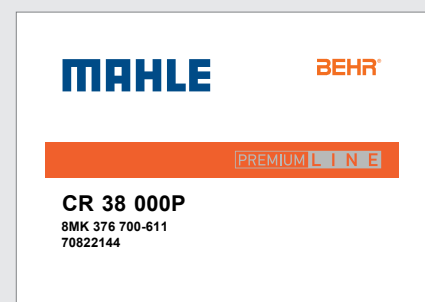 MAHLE
BEHR®
PREMIUM LINE
CR 38 000P
8MK 376 700-611
70822144